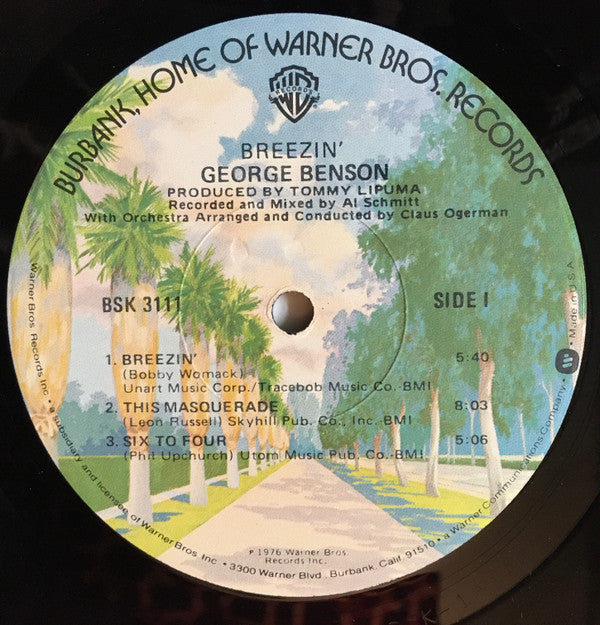 BURBANK, HOME OF WARNER BROS. RECORDS
WB
RECORDS
BREEZIN'
GEORGE BENSON
PRODUCED BY TOMMY LIPUMA
Recorded and Mixed by Al Schmitt
With Orchestra Arranged and Conducted by Claus Ogerman
BSK 3111
SIDE I
1. BREEZIN' 5:40
(Bobby Womack)
Unart Music Corp./Tracebob Music Co.-BMI
2. THIS MASQUERADE 8:03
(Leon Russell) Skyhill Pub. Co., Inc.-BMI
3. SIX TO FOUR 5:06
(Phil Upchurch) Utom Music Pub. Co.-BMI
℗ 1976 Warner Bros.
Records Inc.
Warner Bros. Records Inc. • a subsidiary and licensee of Warner Bros. Inc. • 3300 Warner Blvd., Burbank, Calif. 91510 • a Warner Communications Company • Made in U.S.A.